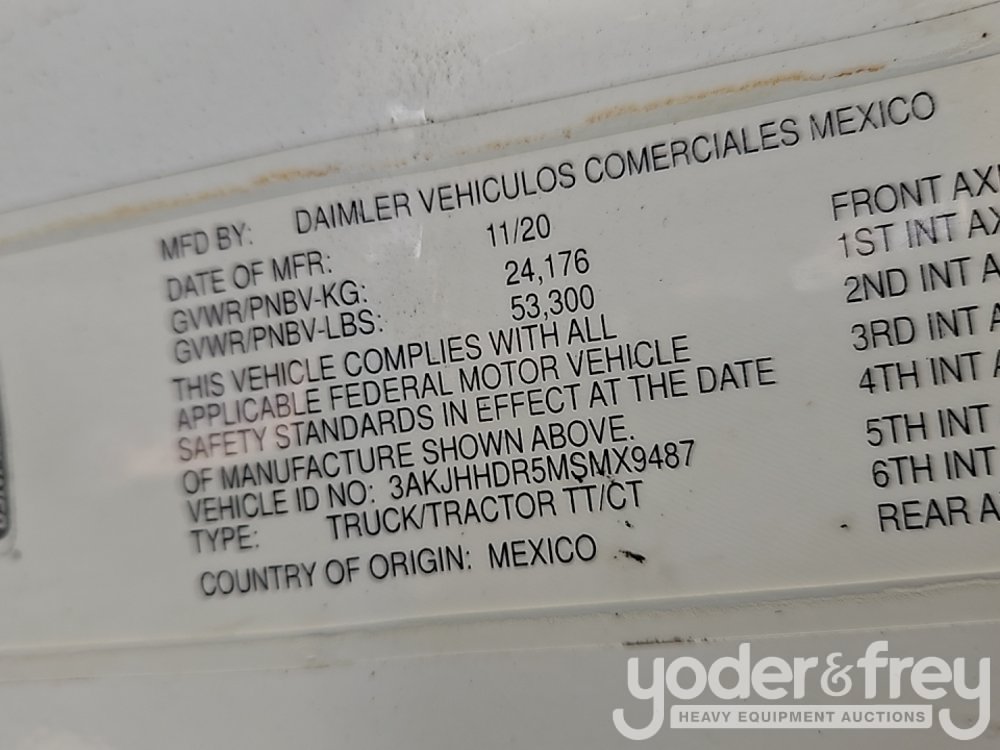 MFD BY: DAIMLER VEHICULOS COMERCIALES MEXICO
DATE OF MFR: 11/20
GVWR/PNBV-KG: 24,176
GVWR/PNBV-LBS: 53,300
THIS VEHICLE COMPLIES WITH ALL
APPLICABLE FEDERAL MOTOR VEHICLE
SAFETY STANDARDS IN EFFECT AT THE DATE
OF MANUFACTURE SHOWN ABOVE.
VEHICLE ID NO: 3AKJHHDR5MSMX9487
TYPE: TRUCK/TRACTOR TT/CT
COUNTRY OF ORIGIN: MEXICO
FRONT AXI
1ST INT AX
2ND INT A
3RD INT A
4TH INT A
5TH INT
6TH INT
REAR A
yoder&frey
HEAVY EQUIPMENT AUCTIONS